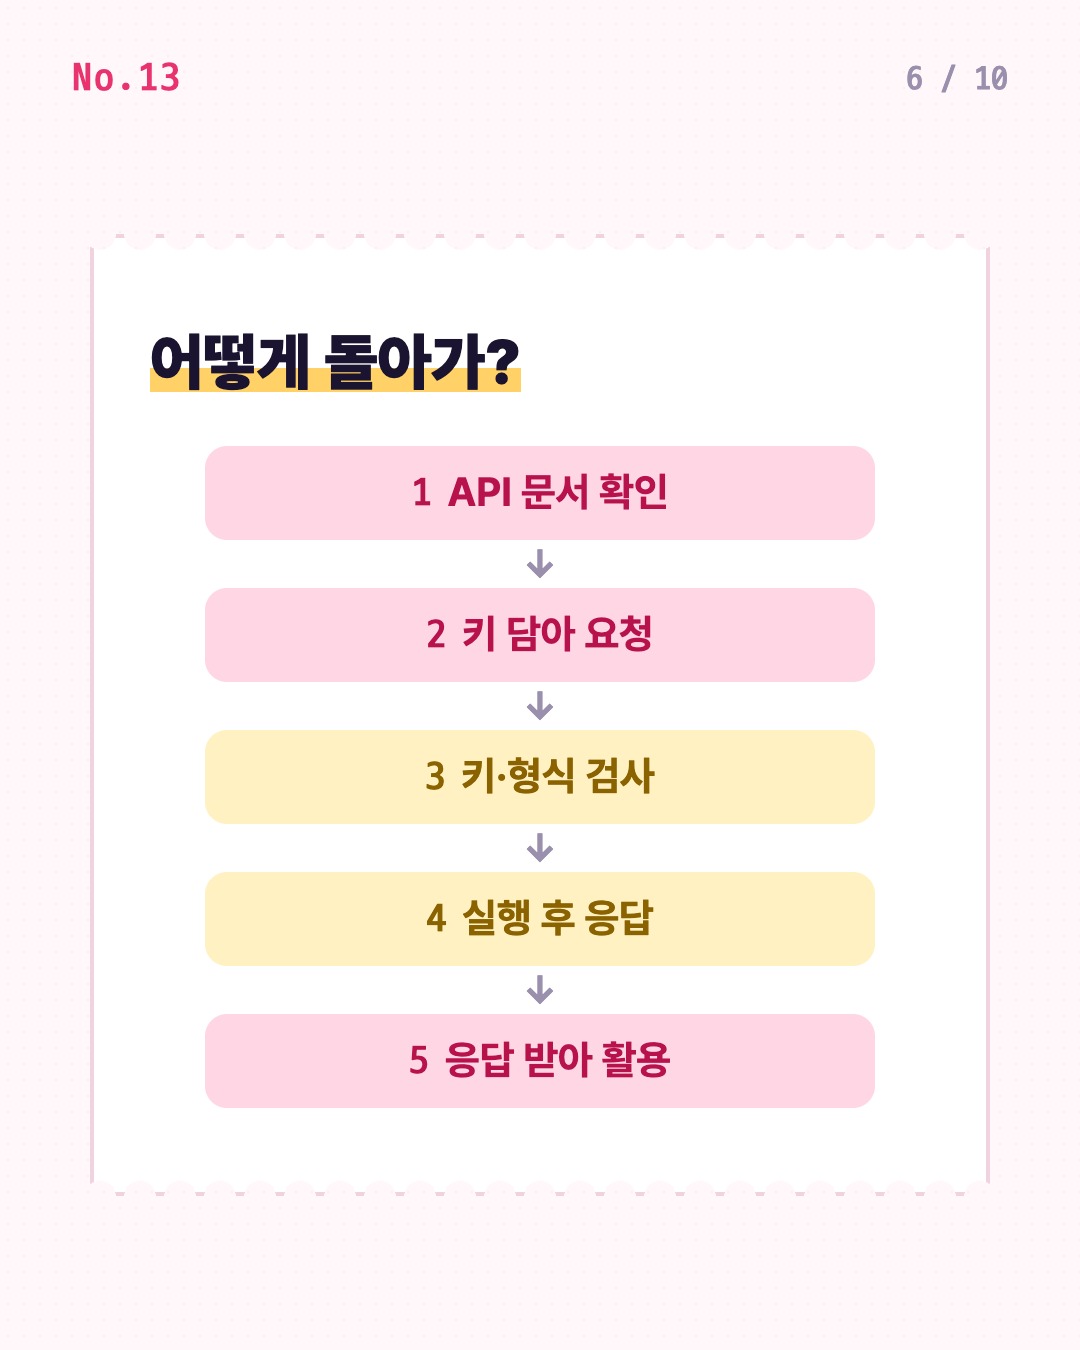 No.13
6 / 10
어떻게 돌아가?
1 API 문서 확인
↓
2 키 담아 요청
↓
3 키·형식 검사
↓
4 실행 후 응답
↓
5 응답 받아 활용